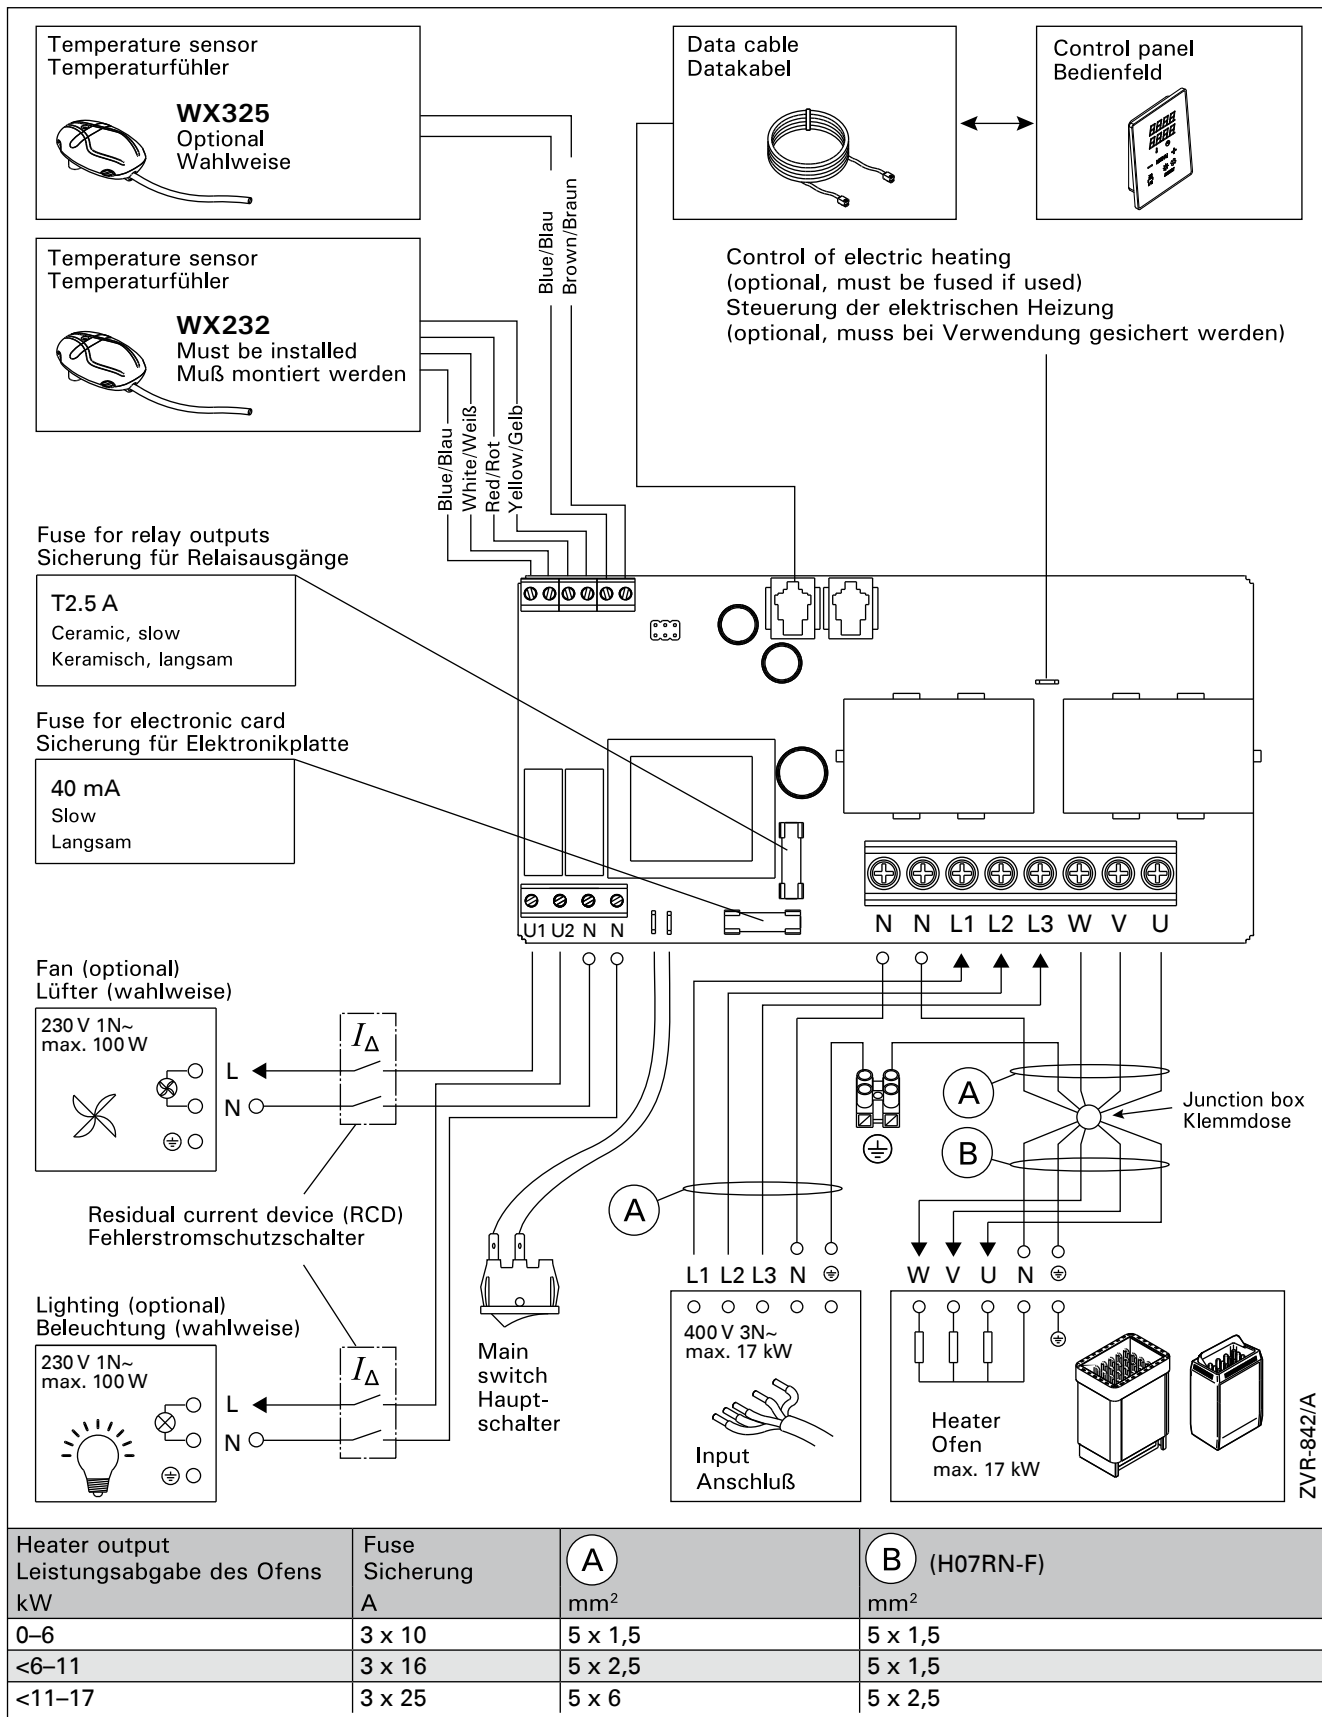 Temperature sensor
Temperaturfühler
WX325
Optional
Wahlweise
Data cable
Datakabel
Control panel
Bedienfeld
Temperature sensor
Temperaturfühler
WX232
Must be installed
Muß montiert werden
Blue/Blau
Brown/Braun
Blue/Blau
White/Weiß
Red/Rot
Yellow/Gelb
Control of electric heating
(optional, must be fused if used)
Steuerung der elektrischen Heizung
(optional, muss bei Verwendung gesichert werden)
Fuse for relay outputs
Sicherung für Relaisausgänge
T2.5 A
Ceramic, slow
Keramisch, langsam
Fuse for electronic card
Sicherung für Elektronikplatte
40 mA
Slow
Langsam
U1 U2 N N
N N L1 L2 L3 W V U
Fan (optional)
Lüfter (wahlweise)
230 V 1N~
max. 100 W
L
N
I∆
Residual current device (RCD)
Fehlerstromschutzschalter
Lighting (optional)
Beleuchtung (wahlweise)
230 V 1N~
max. 100 W
L
N
I∆
Main
switch
Haupt-
schalter
A
L1 L2 L3 N
400 V 3N~
max. 17 kW
Input
Anschluß
A
B
Junction box
Klemmdose
W V U N
Heater
Ofen
max. 17 kW
ZVR-842/A
Heater output Fuse A B (H07RN-F)
Leistungsabgabe des Ofens Sicherung
kW A mm² mm²
0–6 3 x 10 5 x 1,5 5 x 1,5
<6–11 3 x 16 5 x 2,5 5 x 1,5
<11–17 3 x 25 5 x 6 5 x 2,5